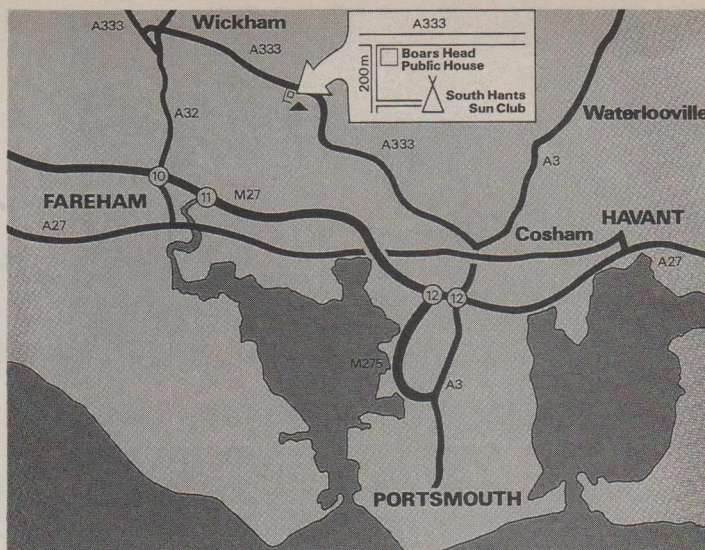 A333
Wickham
A333
A333
200m
Boars Head
Public House
South Hants
Sun Club
A32
A333
Waterlooville
A3
10
11
M27
FAREHAM
A27
Cosham
HAVANT
A27
12
12
M275
A3
PORTSMOUTH